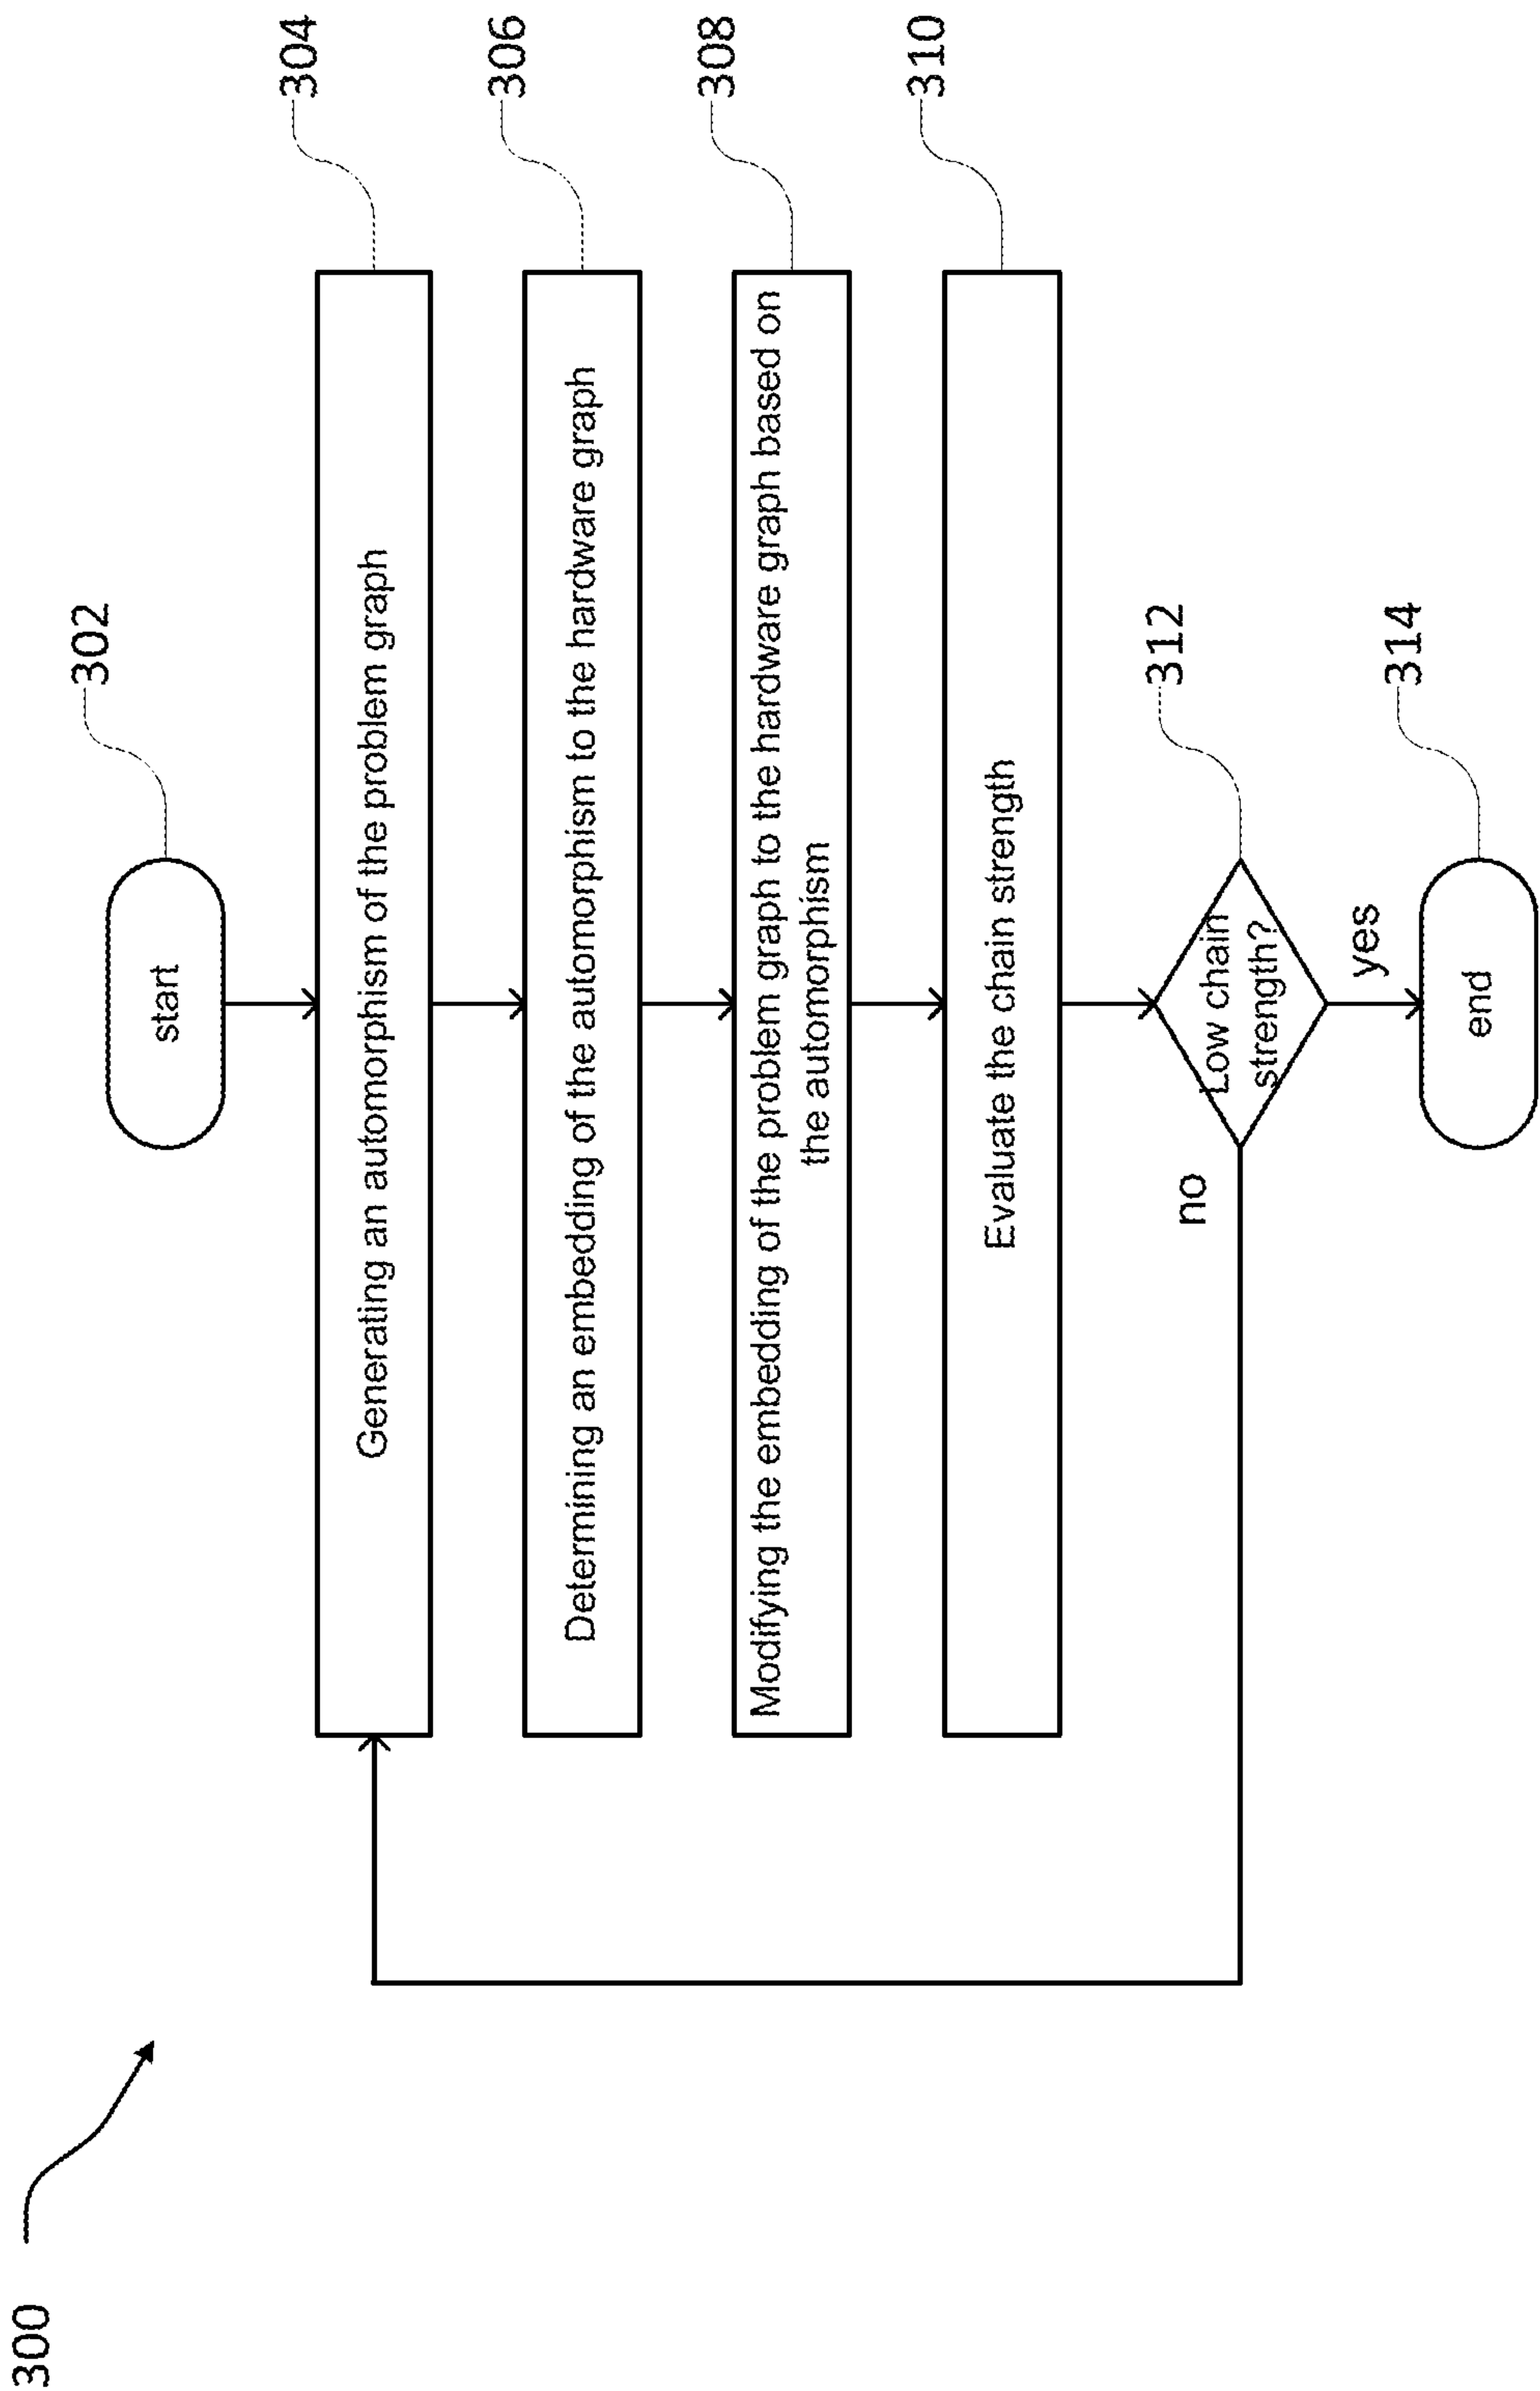 300
302
start
304
Generating an automorphism of the problem graph
306
Determining an embedding of the automorphism to the hardware graph
308
Modifying the embedding of the problem graph to the hardware graph based on
the automorphism
310
Evaluate the chain strength
312
Low chain
strength?
no
yes
314
end